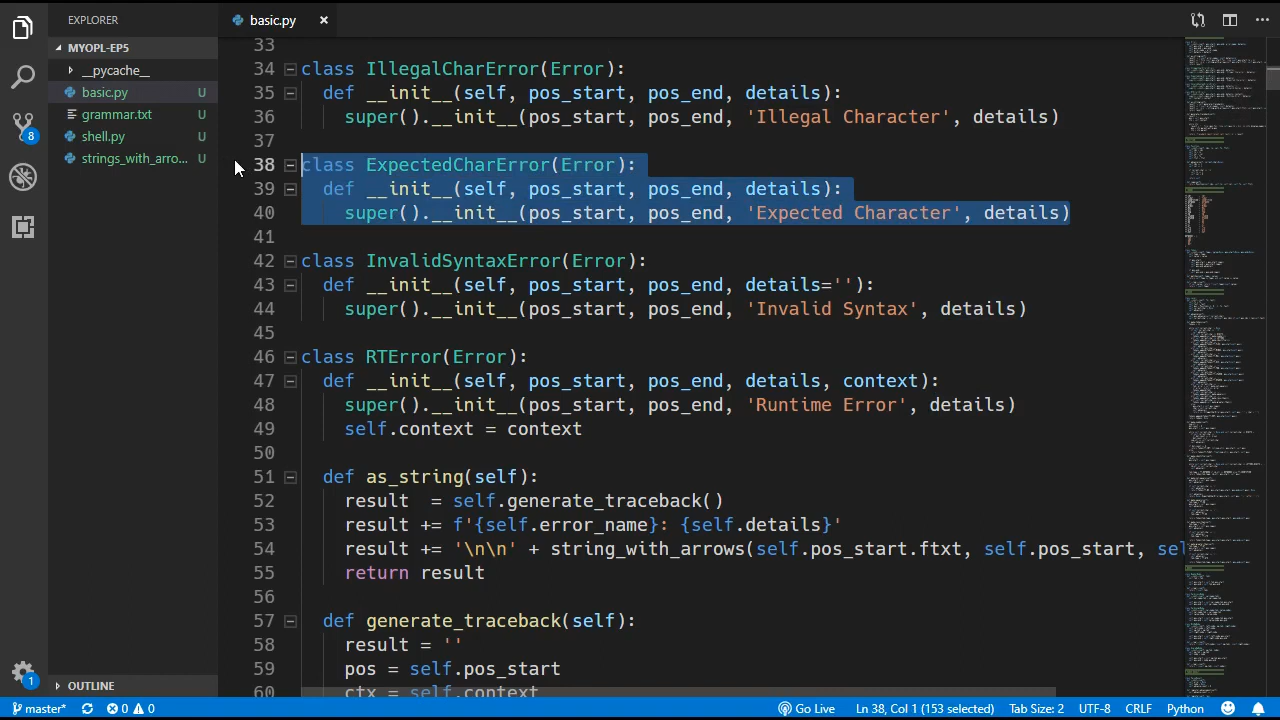 EXPLORER
basic.py
MYOPL-EP5
__pycache__
basic.py U
grammar.txt U
shell.py U
strings_with_arro... U
8
33
34 class IllegalCharError(Error):
35 def __init__(self, pos_start, pos_end, details):
36 super().__init__(pos_start, pos_end, 'Illegal Character', details)
37
38 class ExpectedCharError(Error):
39 def __init__(self, pos_start, pos_end, details):
40 super().__init__(pos_start, pos_end, 'Expected Character', details)
41
42 class InvalidSyntaxError(Error):
43 def __init__(self, pos_start, pos_end, details=''):
44 super().__init__(pos_start, pos_end, 'Invalid Syntax', details)
45
46 class RTError(Error):
47 def __init__(self, pos_start, pos_end, details, context):
48 super().__init__(pos_start, pos_end, 'Runtime Error', details)
49 self.context = context
50
51 def as_string(self):
52 result  = self.generate_traceback()
53 result += f'{self.error_name}: {self.details}'
54 result += '\n\n' + string_with_arrows(self.pos_start.ftxt, self.pos_start, sel
55 return result
56
57 def generate_traceback(self):
58 result = ''
59 pos = self.pos_start
60 ctx = self.context
OUTLINE
1
master* 0 0 Go Live Ln 38, Col 1 (153 selected) Tab Size: 2 UTF-8 CRLF Python